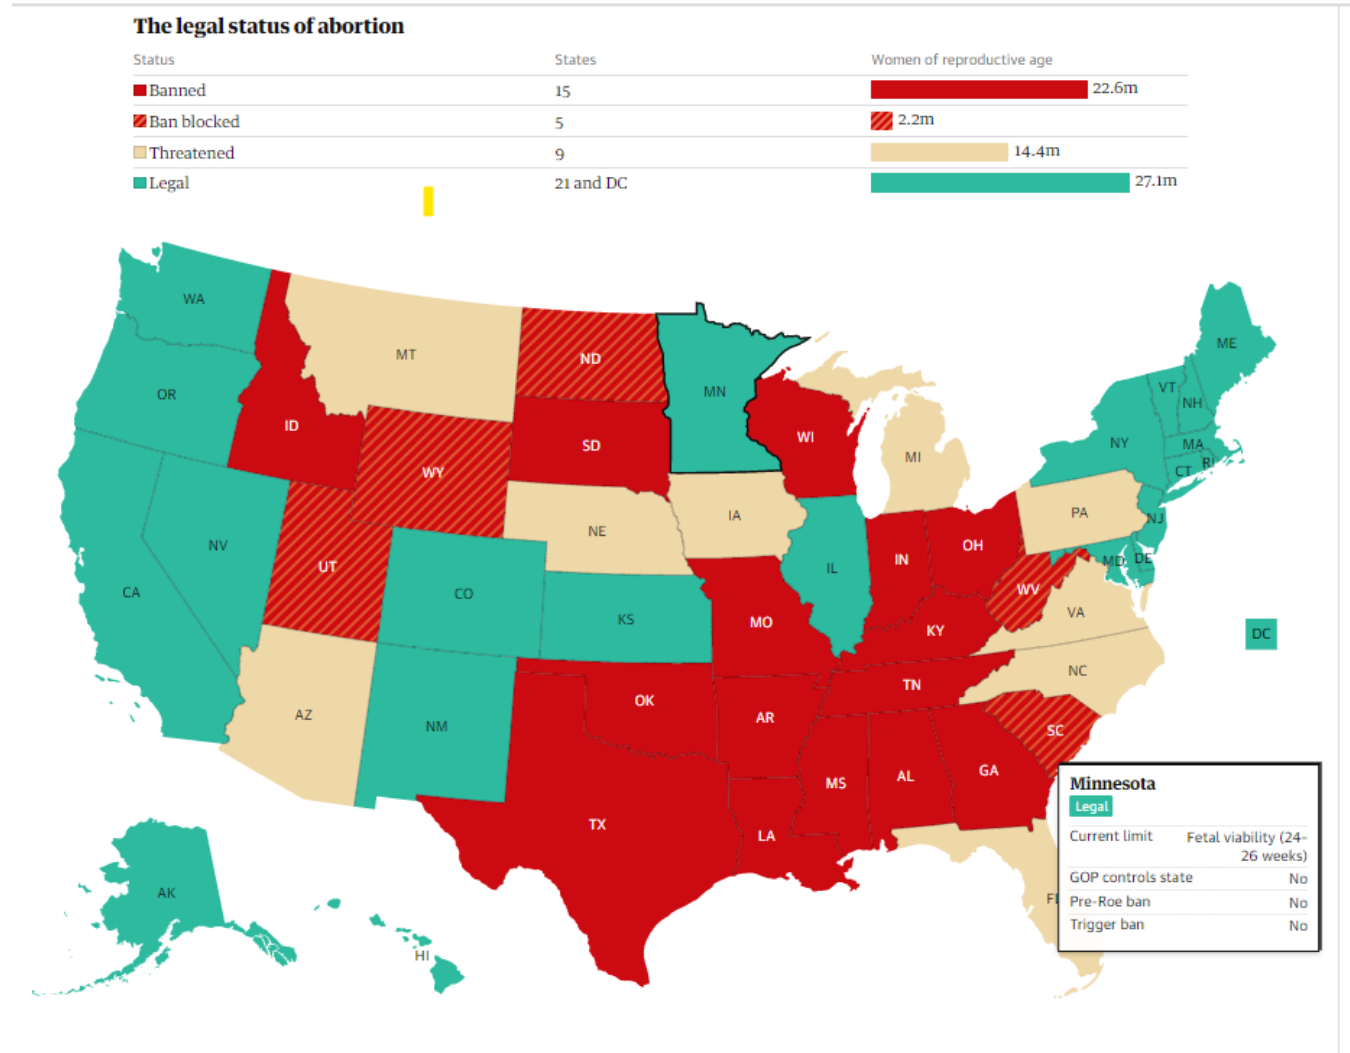 The legal status of abortion
Status States Women of reproductive age
Banned 15 22.6m
Ban blocked 5 2.2m
Threatened 9 14.4m
Legal 21 and DC 27.1m
WA
MT
ND
MN
ME
OR
ID
SD
WI
VT
NH
WY
MI
NY
MA
CT
RI
NE
IA
PA
NJ
NV
UT
CO
IL
IN
OH
MD
DE
CA
KS
MO
WV
VA
KY
DC
AZ
NM
OK
AR
TN
NC
SC
TX
LA
MS
AL
GA
AK
HI
FL
Minnesota
Legal
Current limit Fetal viability (24–
26 weeks)
GOP controls state No
Pre-Roe ban No
Trigger ban No